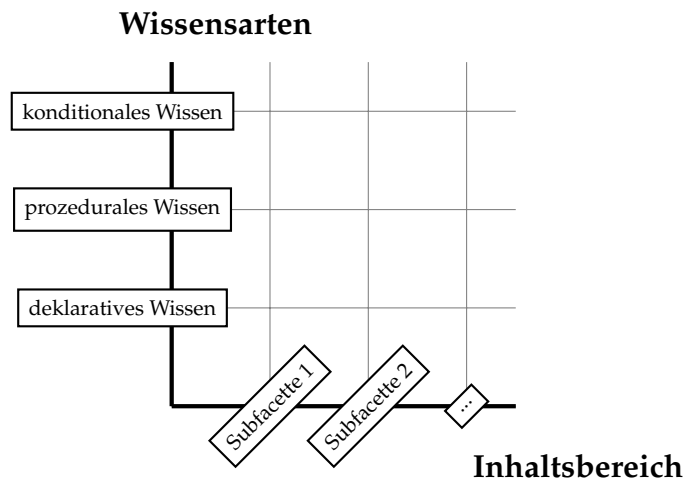 Wissensarten
konditionales Wissen
prozedurales Wissen
deklaratives Wissen
Subfacette 1
Subfacette 2
...
Inhaltsbereich